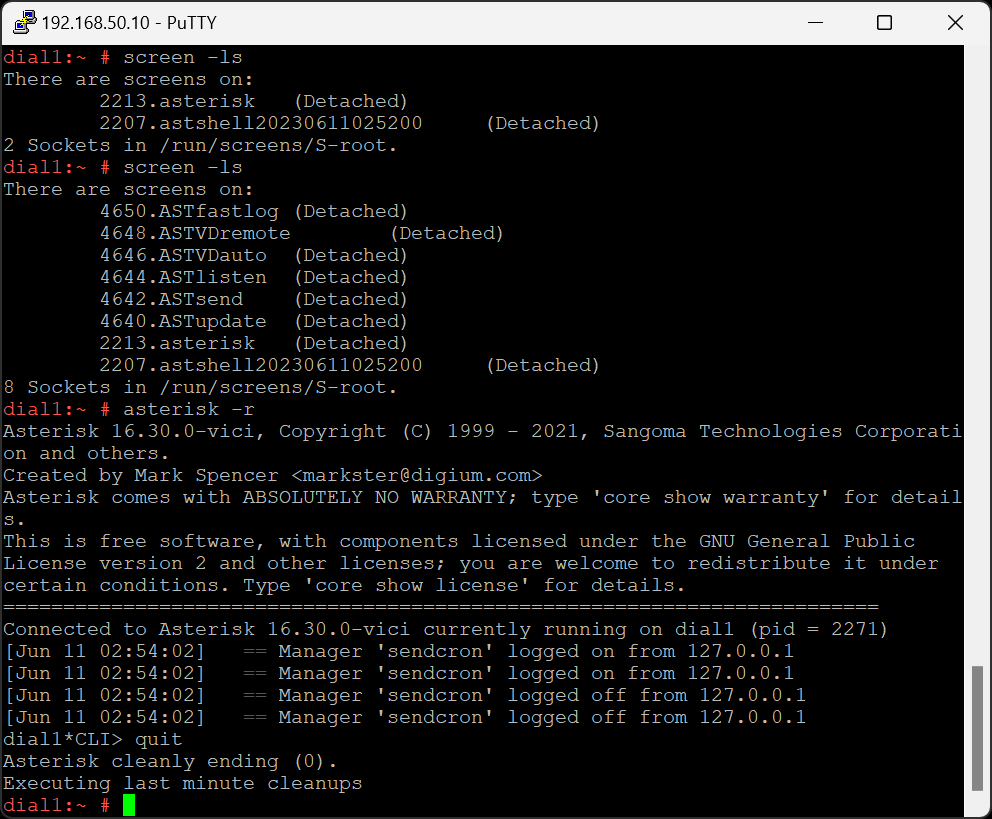 192.168.50.10 - PuTTY
dial1:~ # screen -ls
There are screens on:
        2213.asterisk   (Detached)
        2207.astshell20230611025200     (Detached)
2 Sockets in /run/screens/S-root.
dial1:~ # screen -ls
There are screens on:
        4650.ASTfastlog (Detached)
        4648.ASTVDremote        (Detached)
        4646.ASTVDauto  (Detached)
        4644.ASTlisten  (Detached)
        4642.ASTsend    (Detached)
        4640.ASTupdate  (Detached)
        2213.asterisk   (Detached)
        2207.astshell20230611025200     (Detached)
8 Sockets in /run/screens/S-root.
dial1:~ # asterisk -r
Asterisk 16.30.0-vici, Copyright (C) 1999 - 2021, Sangoma Technologies Corporati
on and others.
Created by Mark Spencer <markster@digium.com>
Asterisk comes with ABSOLUTELY NO WARRANTY; type 'core show warranty' for detail
s.
This is free software, with components licensed under the GNU General Public
License version 2 and other licenses; you are welcome to redistribute it under
certain conditions. Type 'core show license' for details.
=========================================================================
Connected to Asterisk 16.30.0-vici currently running on dial1 (pid = 2271)
[Jun 11 02:54:02]   == Manager 'sendcron' logged on from 127.0.0.1
[Jun 11 02:54:02]   == Manager 'sendcron' logged on from 127.0.0.1
[Jun 11 02:54:02]   == Manager 'sendcron' logged off from 127.0.0.1
[Jun 11 02:54:02]   == Manager 'sendcron' logged off from 127.0.0.1
dial1*CLI> quit
Asterisk cleanly ending (0).
Executing last minute cleanups
dial1:~ #